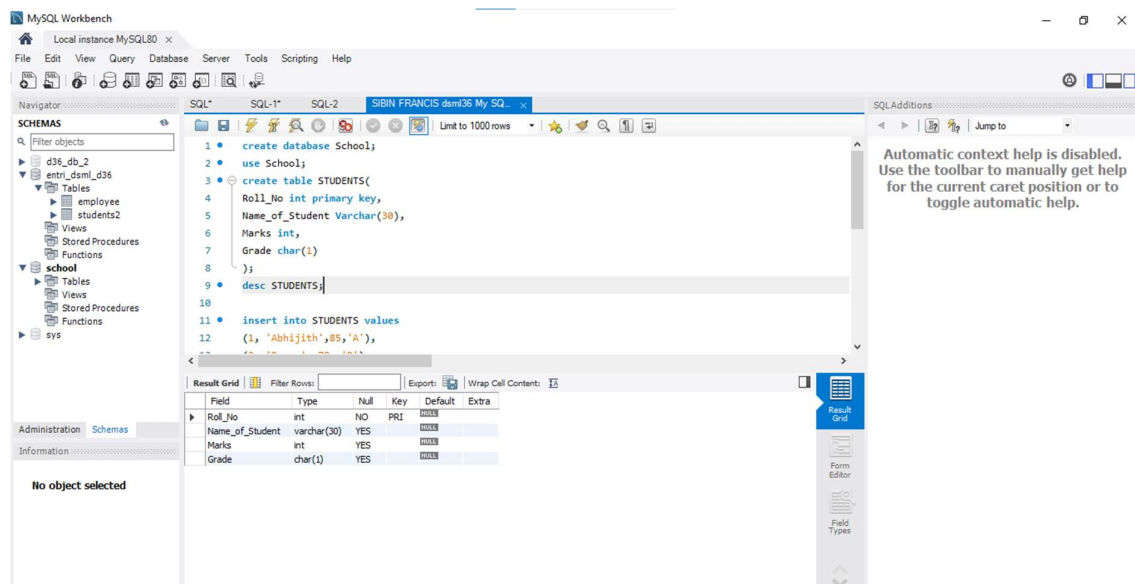 MySQL Workbench
Local instance MySQL80 ×
File Edit View Query Database Server Tools Scripting Help
Navigator
SCHEMAS
Filter objects
d36_db_2
entri_dsml_d36
Tables
employee
students2
Views
Stored Procedures
Functions
school
Tables
Views
Stored Procedures
Functions
sys
Administration Schemas
Information
No object selected
SQL* SQL-1* SQL-2 SIBIN FRANCIS dsml36 My SQ... ×
Limit to 1000 rows
1 create database School;
2 use School;
3 create table STUDENTS(
4 Roll_No int primary key,
5 Name_of_Student Varchar(30),
6 Marks int,
7 Grade char(1)
8 );
9 desc STUDENTS;
10
11 insert into STUDENTS values
12 (1, 'Abhijith',85,'A'),
Result Grid Filter Rows: Export: Wrap Cell Content:
Field Type Null Key Default Extra
Roll_No int NO PRI NULL
Name_of_Student varchar(30) YES NULL
Marks int YES NULL
Grade char(1) YES NULL
Result
Grid
Form
Editor
Field
Types
SQLAdditions
Jump to
Automatic context help is disabled.
Use the toolbar to manually get help
for the current caret position or to
toggle automatic help.